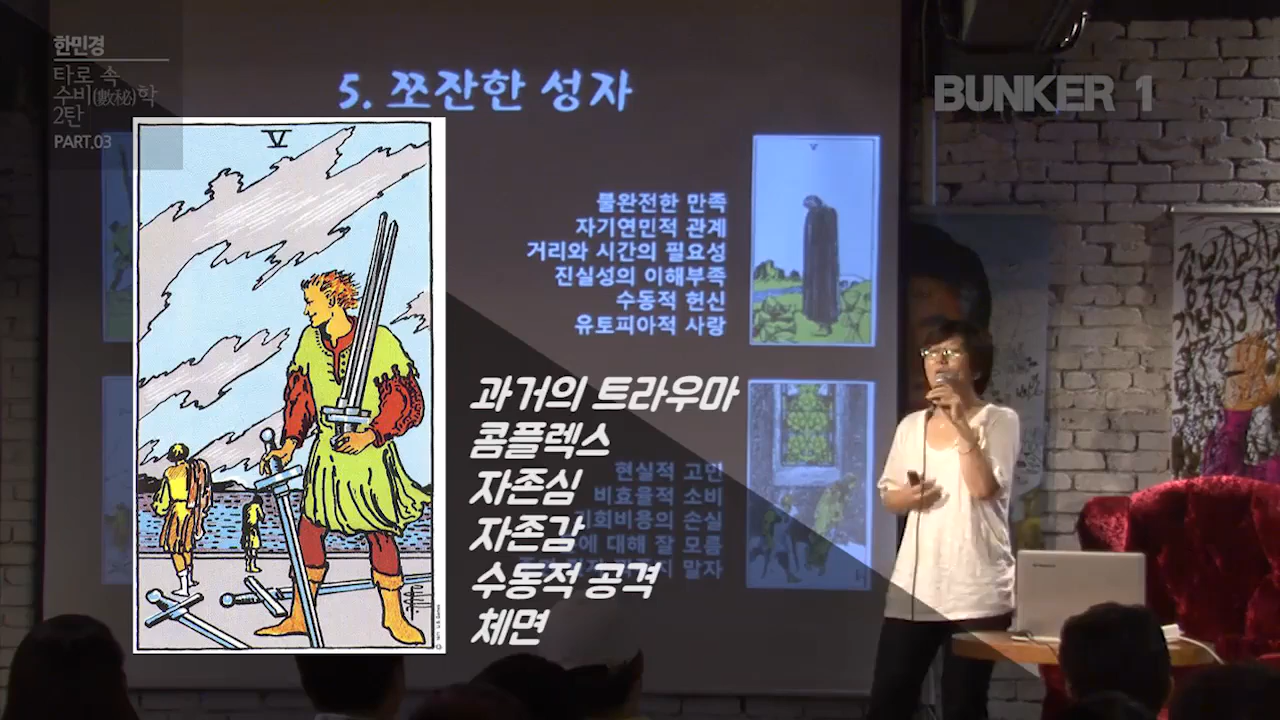 한민경
타로 속
수비(數秘)학
2탄
PART.03
BUNKER 1
5. 쪼잔한 성자
V
V
불완전한 만족
자기연민적 관계
거리와 시간의 필요성
진실성의 이해부족
수동적 헌신
유토피아적 사랑
과거의 트라우마
콤플렉스
자존심
자존감
수동적 공격
체면
현실적 고민
비효율적 소비
기회비용의 손실
에 대해 잘 모름
말자